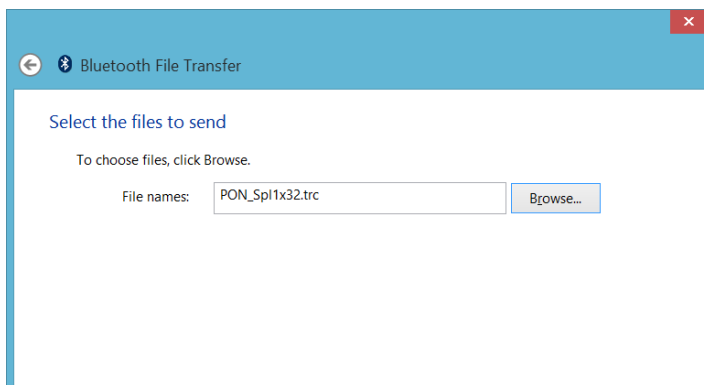 Bluetooth File Transfer
Select the files to send
To choose files, click Browse.
File names: PON_Spl1x32.trc Browse...